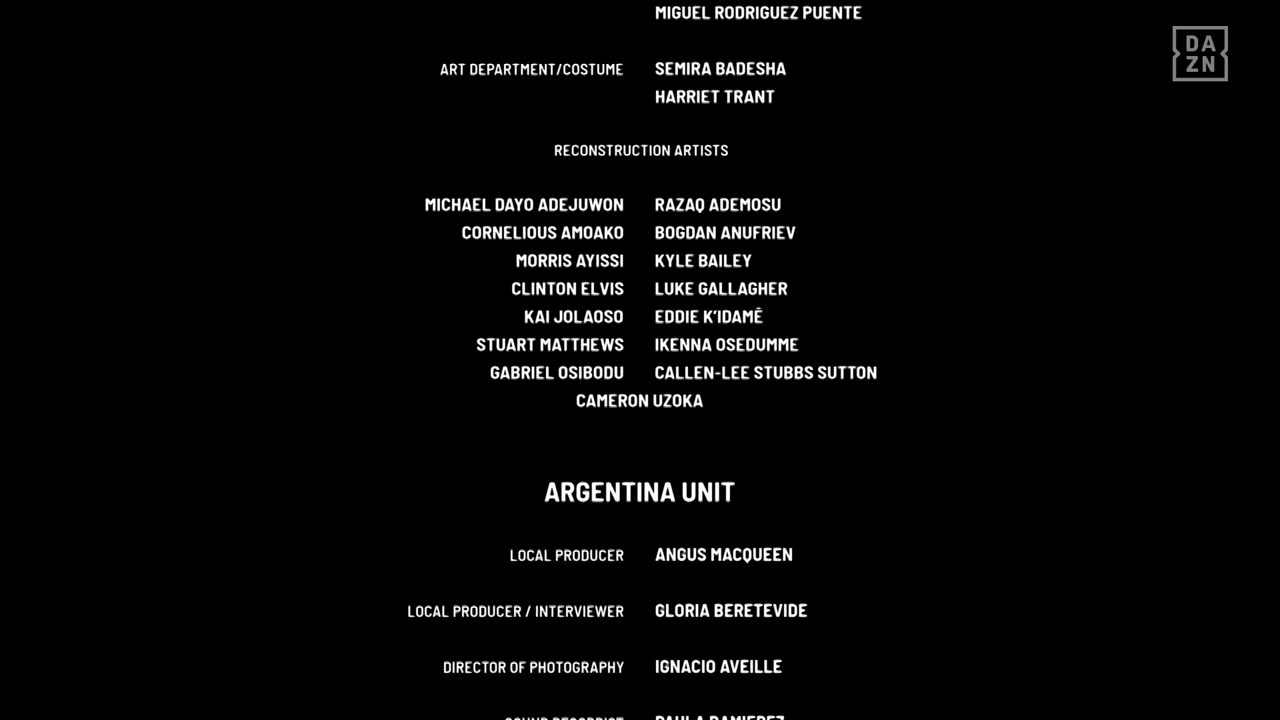 MIGUEL RODRIGUEZ PUENTE
DA
ZN
ART DEPARTMENT/COSTUME SEMIRA BADESHA
HARRIET TRANT
RECONSTRUCTION ARTISTS
MICHAEL DAYO ADEJUWON RAZAQ ADEMOSU
CORNELIOUS AMOAKO BOGDAN ANUFRIEV
MORRIS AYISSI KYLE BAILEY
CLINTON ELVIS LUKE GALLAGHER
KAI JOLAOSO EDDIE K'IDAMÉ
STUART MATTHEWS IKENNA OSEDUMME
GABRIEL OSIBODU CALLEN-LEE STUBBS SUTTON
CAMERON UZOKA
ARGENTINA UNIT
LOCAL PRODUCER ANGUS MACQUEEN
LOCAL PRODUCER / INTERVIEWER GLORIA BERETEVIDE
DIRECTOR OF PHOTOGRAPHY IGNACIO AVEILLE